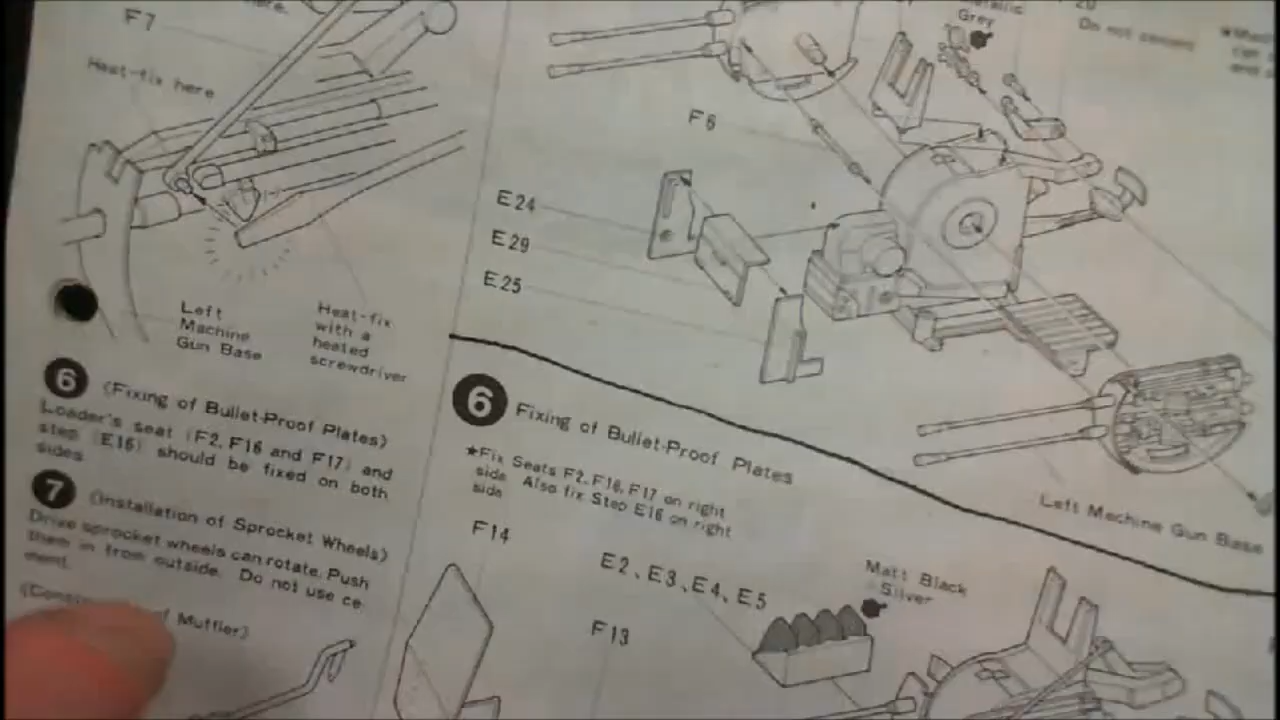 here.
F7
Heat-fix here
Left
Machine
Gun Base
Heat-fix
with a
heated
screwdriver
6 (Fixing of Bullet-Proof Plates)
Loader's seat (F2, F16 and F17) and
step (E16) should be fixed on both
sides
7 (Installation of Sprocket Wheels)
Drive sprocket wheels can rotate. Push
them in from outside. Do not use ce
ment.
of Muffler)
Grey
Do not cement
F6
E24
E29
E25
Left Machine Gun Base
6 Fixing of Bullet-Proof Plates
★Fix Seats F2, F16, F17 on right
side Also fix Step E16 on right
side
F14
E2、E3、E4、E5
Matt Black
Silver
F13